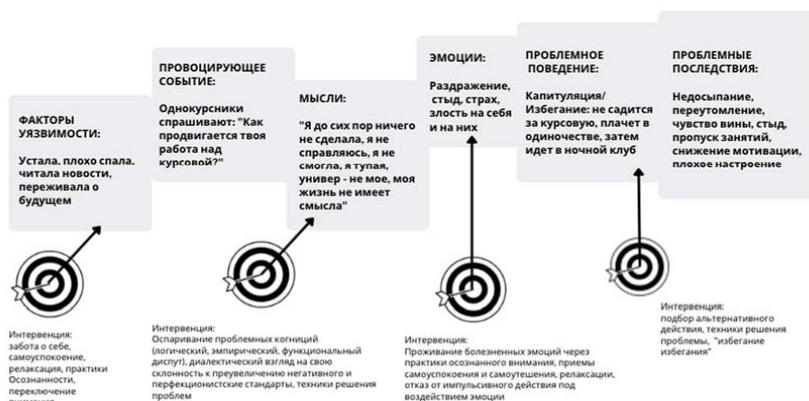 ФАКТОРЫ
УЯЗВИМОСТИ:
Устала. плохо спала.
читала новости,
переживала о
будущем
ПРОВОЦИРУЮЩЕЕ
СОБЫТИЕ:
Однокурсники
спрашивают: "Как
продвигается твоя
работа над
курсовой?"
МЫСЛИ:
"Я до сих пор ничего
не сделала, я не
справляюсь, я не
смогла, я тупая,
универ - не мое, моя
жизнь не имеет
смысла"
ЭМОЦИИ:
Раздражение,
стыд, страх,
злость на себя
и на них
ПРОБЛЕМНОЕ
ПОВЕДЕНИЕ:
Капитуляция/
Избегание: не садится
за курсовую, плачет в
одиночестве, затем
идет в ночной клуб
ПРОБЛЕМНЫЕ
ПОСЛЕДСТВИЯ:
Недосыпание,
переутомление,
чувство вины, стыд,
пропуск занятий,
снижение мотивации,
плохое настроение
Интервенция:
забота о себе,
самоуспокоение,
релаксация, практики
Осознанности,
переключение
Интервенция:
Оспаривание проблемных когниций
(логический, эмпирический, функциональный
диспут), диалектический взгляд на свою
склонность к преувеличению негативного и
перфекционистские стандарты, техники решения
проблем
Интервенция:
Проживание болезненных эмоций через
практики осознанного внимания, приемы
самоуспокоения и самоутешения, релаксации,
отказ от импульсивного действия под
воздействием эмоции
Интервенция:
подбор альтернативного
действия, техники решения
проблемы, "избегание
избегания"